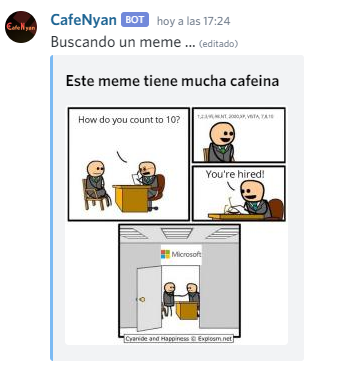 CafeNyan BOT hoy a las 17:24
CafeNyan
Buscando un meme ... (editado)
Este meme tiene mucha cafeina
How do you count to 10?
1,2,3,95,98,NT, 2000,XP, VISTA, 7,8,10
You're hired!
Microsoft
Cyanide and Happiness © Explosm.net